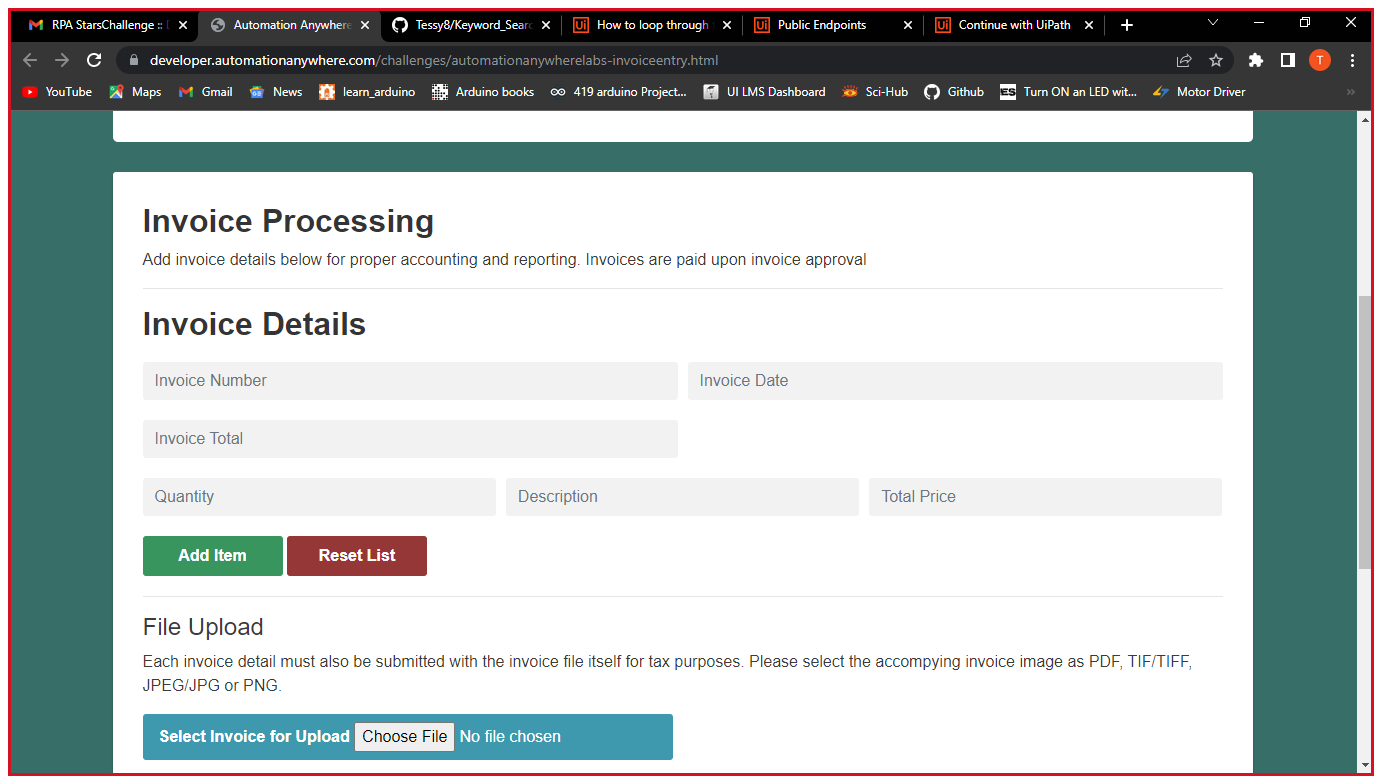 RPA StarsChallenge :: 
Automation Anywhere
Tessy8/Keyword_Sear
How to loop through
Public Endpoints
Continue with UiPath
developer.automationanywhere.com/challenges/automationanywherelabs-invoiceentry.html
T
YouTube
Maps
Gmail
News
learn_arduino
Arduino books
419 arduino Project...
UI LMS Dashboard
Sci-Hub
Github
Turn ON an LED wit...
Motor Driver
Invoice Processing
Add invoice details below for proper accounting and reporting. Invoices are paid upon invoice approval
Invoice Details
Invoice Number
Invoice Date
Invoice Total
Quantity
Description
Total Price
Add Item
Reset List
File Upload
Each invoice detail must also be submitted with the invoice file itself for tax purposes. Please select the accompying invoice image as PDF, TIF/TIFF,
JPEG/JPG or PNG.
Select Invoice for Upload Choose File No file chosen